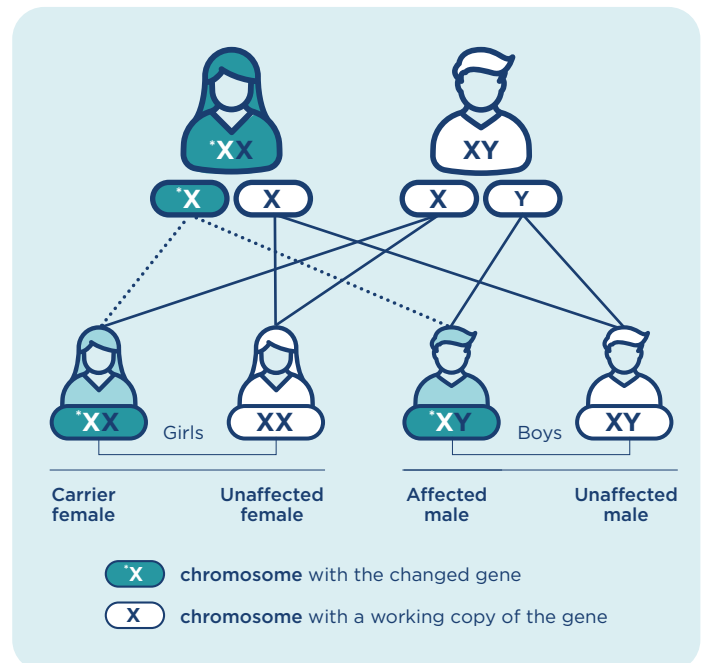 *XX
XY
*X
X
X
Y
*XX
Girls
XX
*XY
Boys
XY
Carrier
female
Unaffected
female
Affected
male
Unaffected
male
*X chromosome with the changed gene
X chromosome with a working copy of the gene